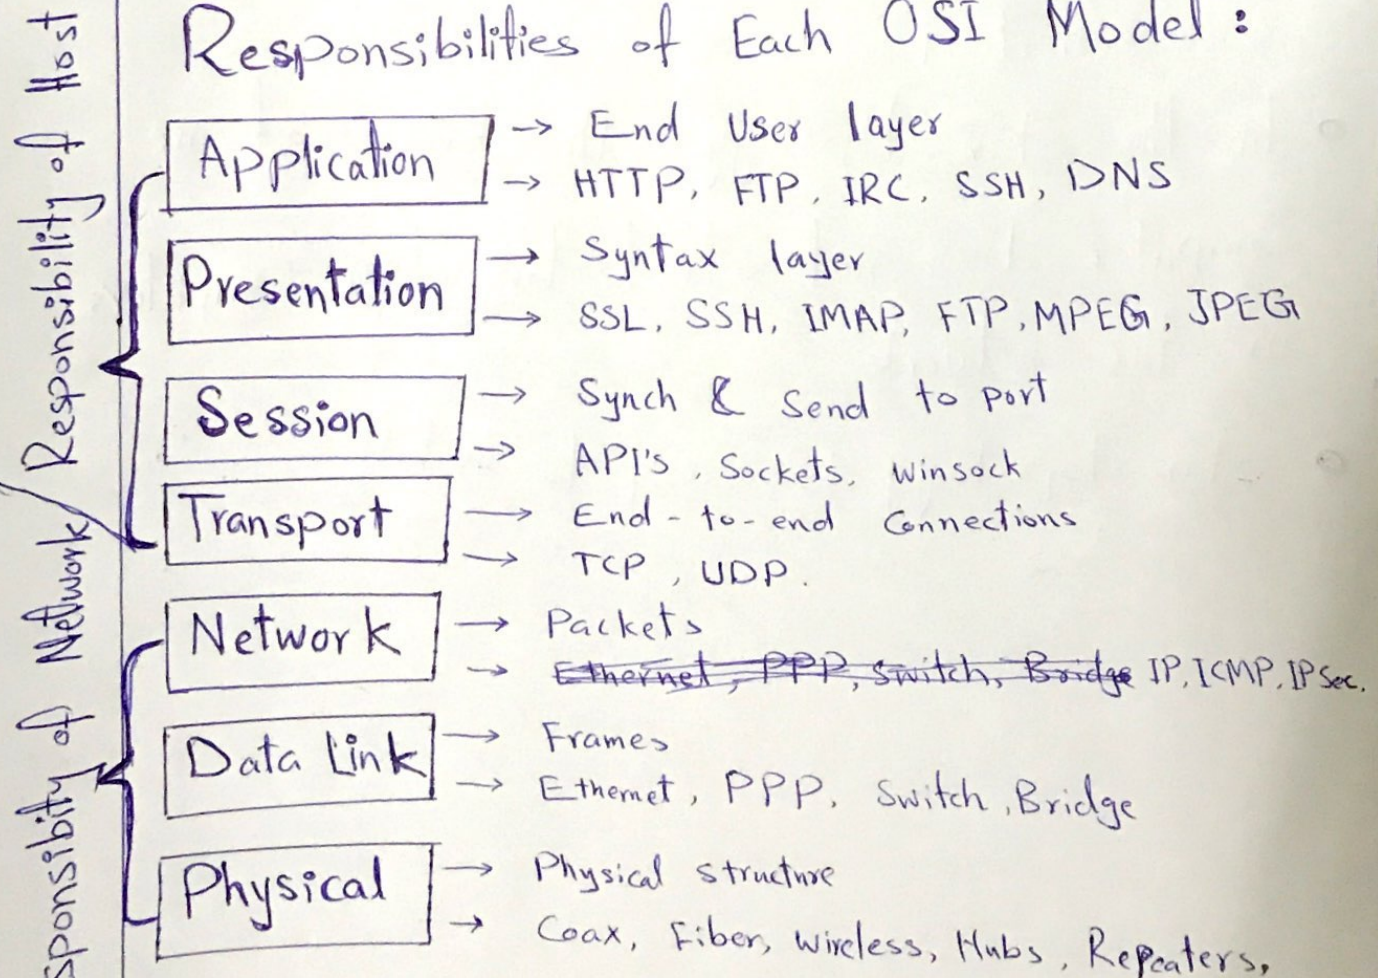 Responsibilities of Each OSI Model :
Responsibility of Host
Application
→ End User layer
→ HTTP, FTP, IRC, SSH, DNS
Presentation
→ Syntax layer
→ SSL, SSH, IMAP, FTP, MPEG, JPEG
Session
→ Synch & Send to port
→ API's, Sockets, winsock
Transport
→ End-to-end Connections
→ TCP, UDP.
Responsibility of Network
Network
→ Packets
→ Ethernet, PPP, Switch, Bridge IP, ICMP, IPSec.
Data Link
→ Frames
→ Ethernet, PPP, Switch, Bridge
Physical
→ Physical structure
→ Coax, Fiber, Wireless, Hubs, Repeaters,